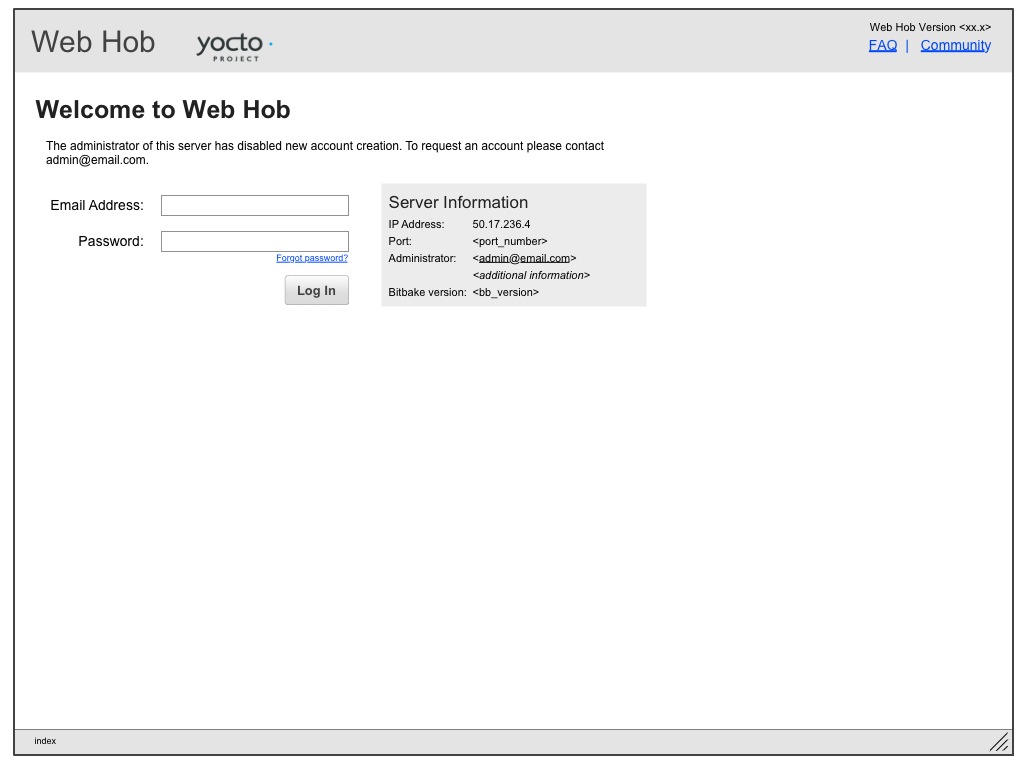 Web Hob
yocto
PROJECT
Web Hob Version <xx.x>
FAQ | Community
Welcome to Web Hob
The administrator of this server has disabled new account creation. To request an account please contact
admin@email.com.
Email Address:
Password:
Forgot password?
Log In
Server Information
IP Address: 50.17.236.4
Port: <port_number>
Administrator: <admin@email.com>
<additional information>
Bitbake version: <bb_version>
index